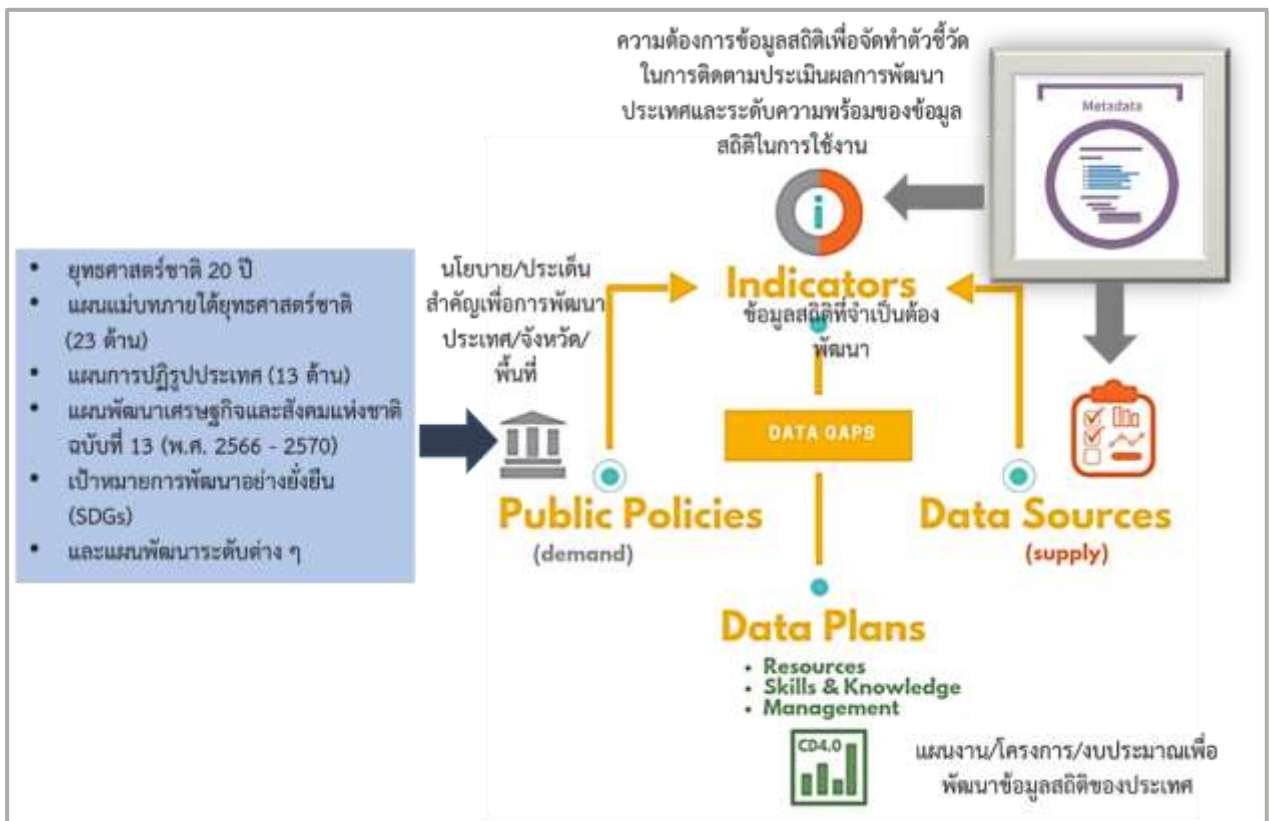 ความต้องการข้อมูลสถิติเพื่อจัดทำตัวชี้วัด
ในการติดตามประเมินผลการพัฒนา
ประเทศและระดับความพร้อมของข้อมูล
สถิติในการใช้งาน
Metadata
i
Indicators
ข้อมูลสถิติที่จำเป็นต้อง
พัฒนา
• ยุทธศาสตร์ชาติ 20 ปี
• แผนแม่บทภายใต้ยุทธศาสตร์ชาติ
(23 ด้าน)
• แผนการปฏิรูปประเทศ (13 ด้าน)
• แผนพัฒนาเศรษฐกิจและสังคมแห่งชาติ
ฉบับที่ 13 (พ.ศ. 2566 - 2570)
• เป้าหมายการพัฒนาอย่างยั่งยืน
(SDGs)
• และแผนพัฒนาระดับต่าง ๆ
นโยบาย/ประเด็น
สำคัญเพื่อการพัฒนา
ประเทศ/จังหวัด/
พื้นที่
DATA GAPS
Public Policies
(demand)
Data Sources
(supply)
Data Plans
• Resources
• Skills & Knowledge
• Management
CD4.0
แผนงาน/โครงการ/งบประมาณเพื่อ
พัฒนาข้อมูลสถิติของประเทศ